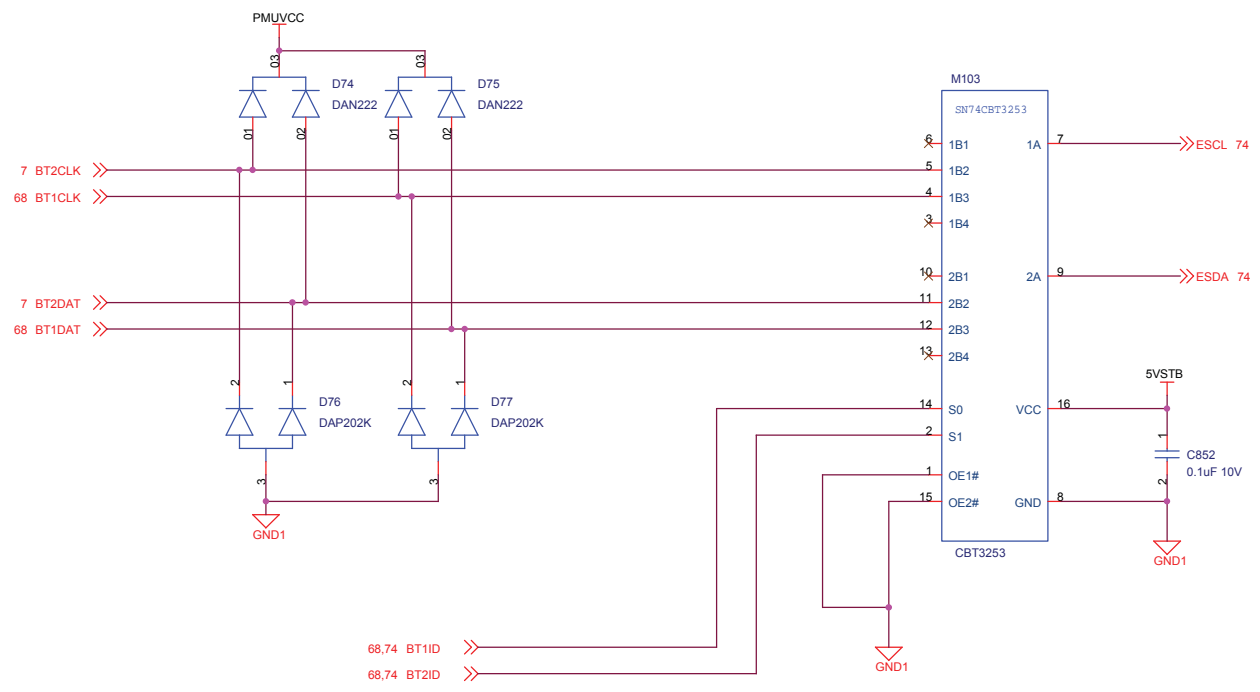 PMUVCC
03
03
D74
DAN222
D75
DAN222
01
02
01
02
M103
SN74CBT3253
6 1B1 1A 7 ESCL 74
7 BT2CLK 5 1B2
68 BT1CLK 4 1B3
3 1B4
10 2B1 2A 9 ESDA 74
7 BT2DAT 11 2B2
68 BT1DAT 12 2B3
13 2B4
5VSTB
2
1
D76
DAP202K
2
1
D77
DAP202K
14 S0 VCC 16
2 S1
1
C852
0.1uF 10V
2
1 OE1#
15 OE2# GND 8
3
3
GND1
CBT3253
GND1
68,74 BT1ID
GND1
68,74 BT2ID